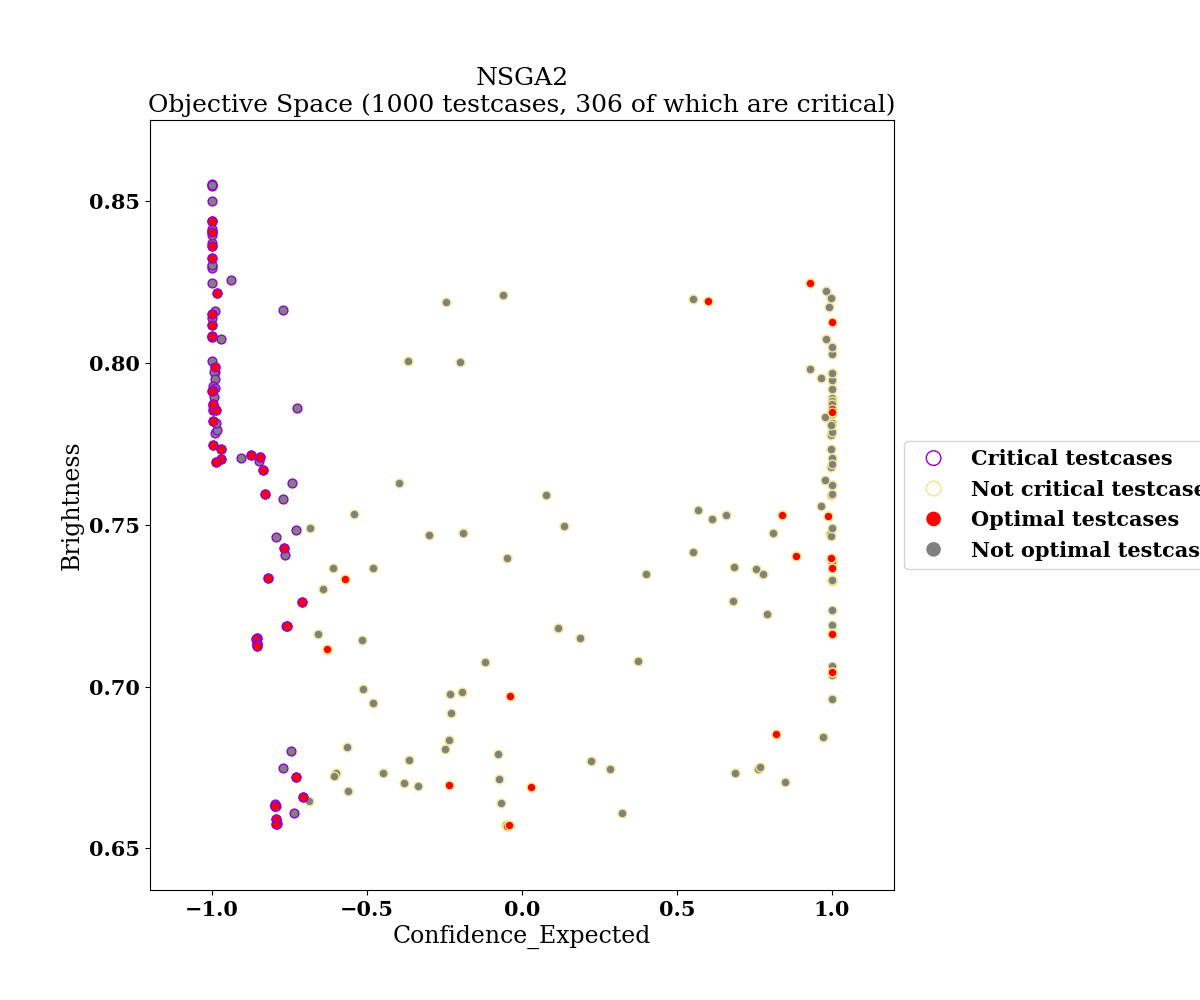 NSGA2
Objective Space (1000 testcases, 306 of which are critical)
0.85
0.80
0.75
0.70
0.65
Brightness
−1.0
−0.5
0.0
0.5
1.0
Confidence_Expected
Critical testcases
Not critical testcase
Optimal testcases
Not optimal testcas